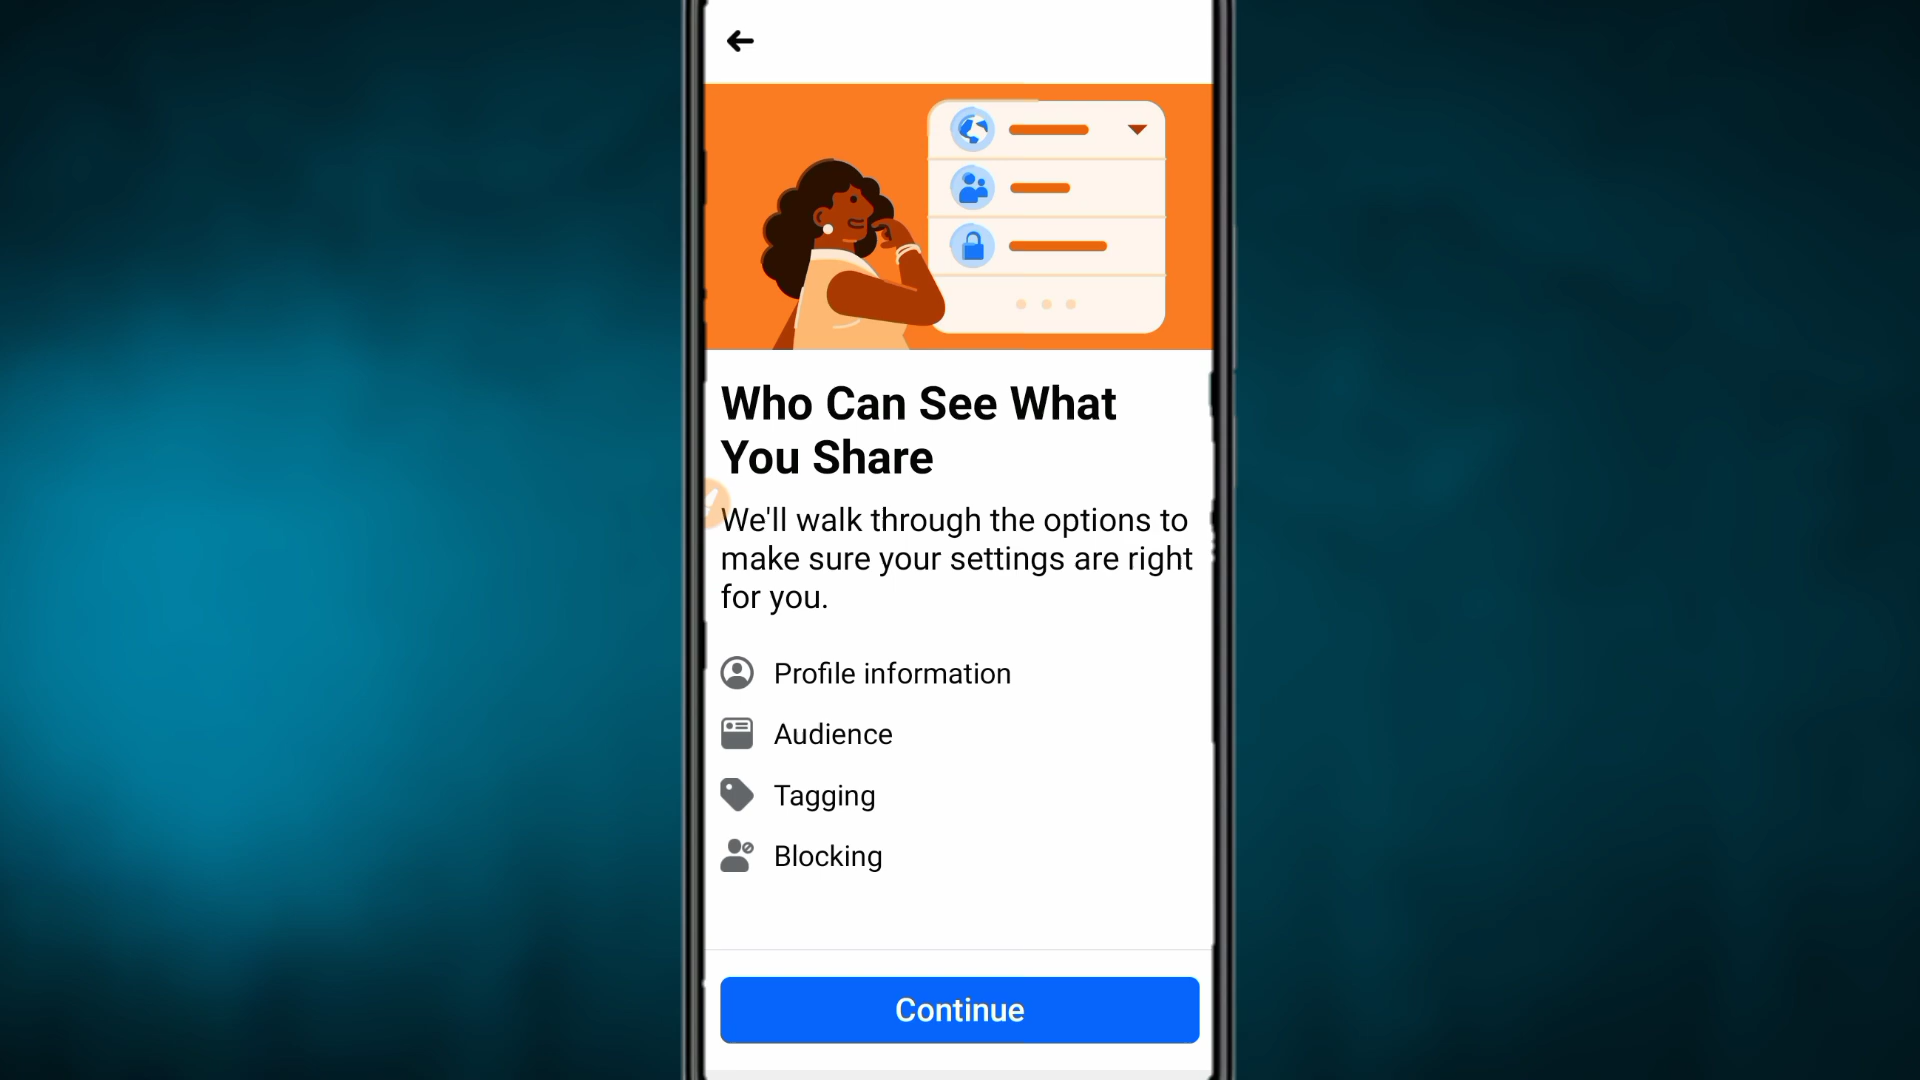 Who Can See What
You Share
We'll walk through the options to
make sure your settings are right
for you.
Profile information
Audience
Tagging
Blocking
Continue